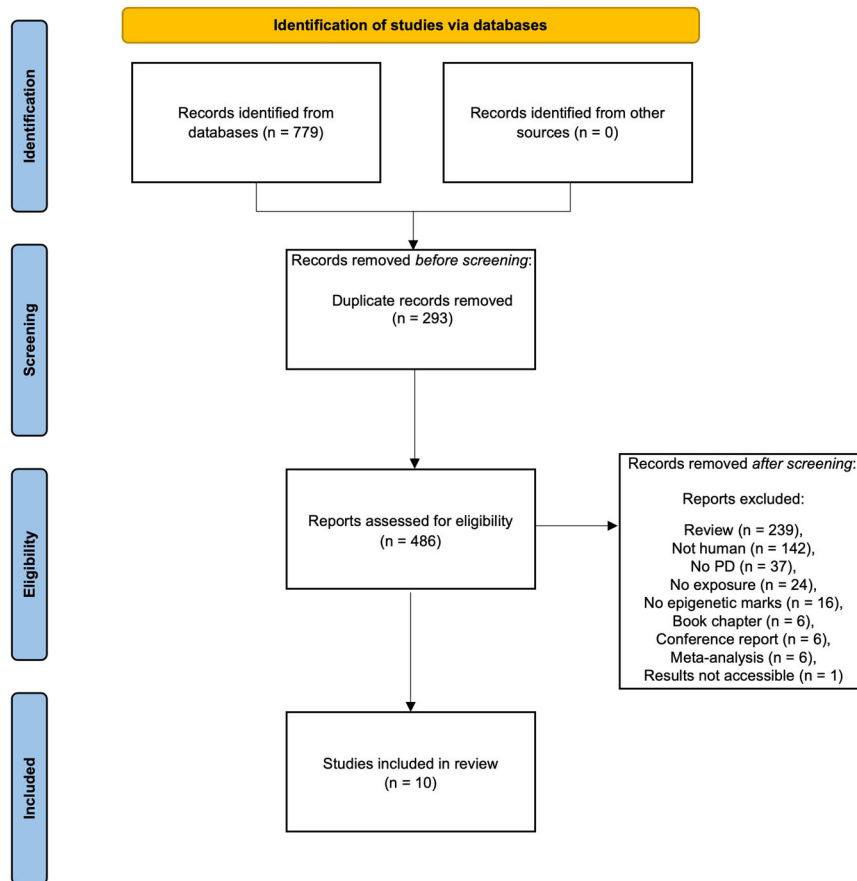 Identification of studies via databases
Identification
Records identified from
databases (n = 779)
Records identified from other
sources (n = 0)
Screening
Records removed before screening:
Duplicate records removed
(n = 293)
Eligibility
Reports assessed for eligibility
(n = 486)
Records removed after screening:
Reports excluded:
Review (n = 239),
Not human (n = 142),
No PD (n = 37),
No exposure (n = 24),
No epigenetic marks (n = 16),
Book chapter (n = 6),
Conference report (n = 6),
Meta-analysis (n = 6),
Results not accessible (n = 1)
Included
Studies included in review
(n = 10)